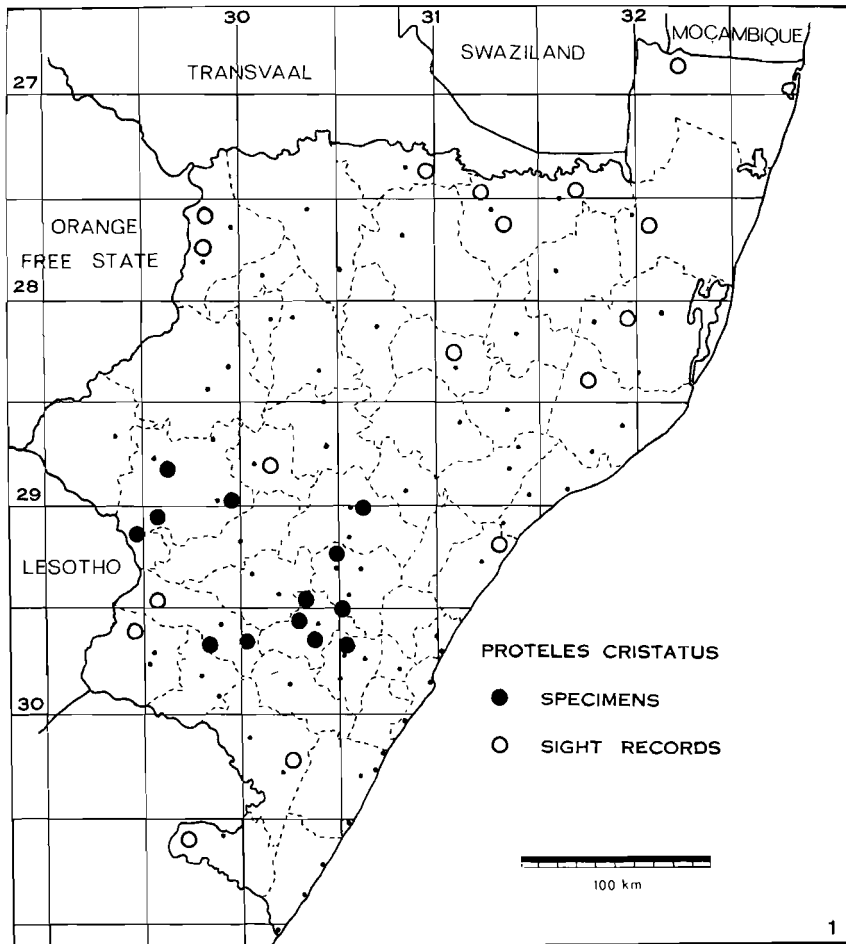 30 31 32
MOÇAMBIQUE
SWAZILAND
TRANSVAAL
27
ORANGE
FREE STATE
28
29
LESOTHO
PROTELES CRISTATUS
SPECIMENS
30
SIGHT RECORDS
100 km
1